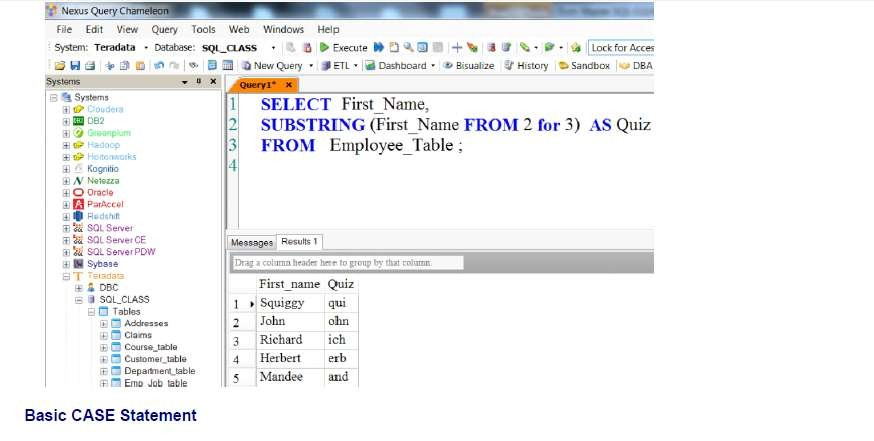 Nexus Query Chameleon
File Edit View Query Tools Web Windows Help
System: Teradata Database: SQL_CLASS Execute Lock for Acces
New Query ETL Dashboard Bisualize History Sandbox DBA
Systems
Query1* x
Systems
Cloudera
DB2
Greenplum
Hadoop
Hortonworks
Kognitio
Netezza
Oracle
ParAccel
Redshift
SQL Server
SQL Server CE
SQL Server PDW
Sybase
Teradata
DBC
SQL_CLASS
Tables
Addresses
Claims
Course_table
Customer_table
Department_table
Emp_Job_table
1 SELECT First_Name,
2 SUBSTRING (First_Name FROM 2 for 3) AS Quiz
3 FROM Employee_Table ;
4
Messages Results 1
Drag a column header here to group by that column.
First_name Quiz
1 Squiggy qui
2 John ohn
3 Richard ich
4 Herbert erb
5 Mandee and
Basic CASE Statement